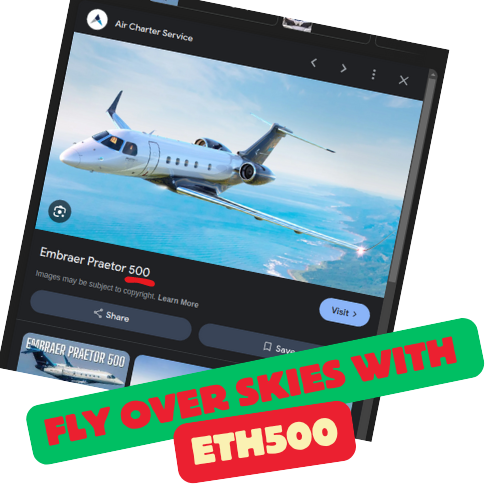 Air Charter Service
Embraer Praetor 500
Images may be subject to copyright. Learn More
Visit
Share
Save
EMBRAER PRAETOR 500
FLY OVER SKIES WITH
ETH500